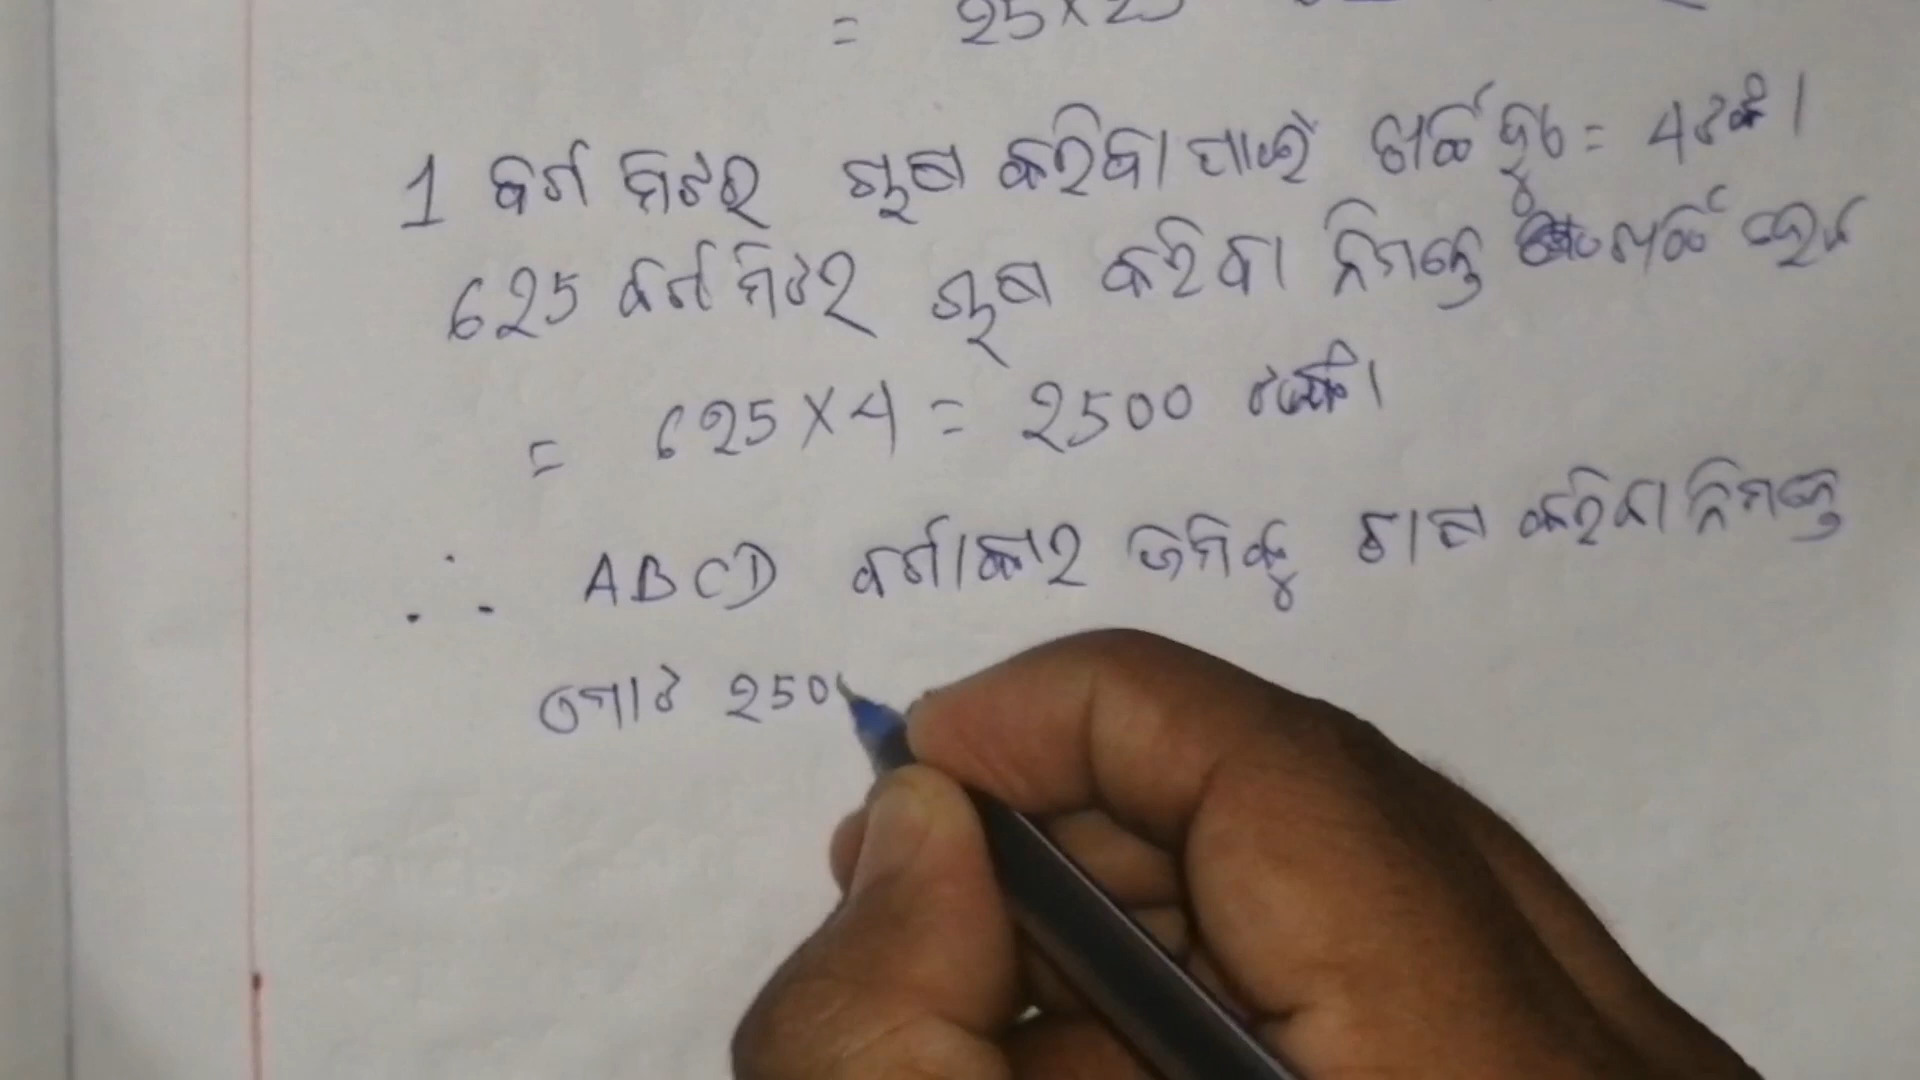 = 25×25
1 ବର୍ଗ ମିଟର ଚାଷ କରିବା ପାଇଁ ଖର୍ଚ୍ଚ ହୁଏ = 4 ଟଙ୍କା ।
625 ବର୍ଗ ମିଟର ଚାଷ କରିବା ନିମନ୍ତେ ଖର୍ଚ୍ଚ ହେବ
= 625 × 4 = 2500 ଟଙ୍କା ।
∴ ABCD ବର୍ଗାକାର ଜମିକୁ ଚାଷ କରିବା ନିମନ୍ତେ
ମୋଟ 250